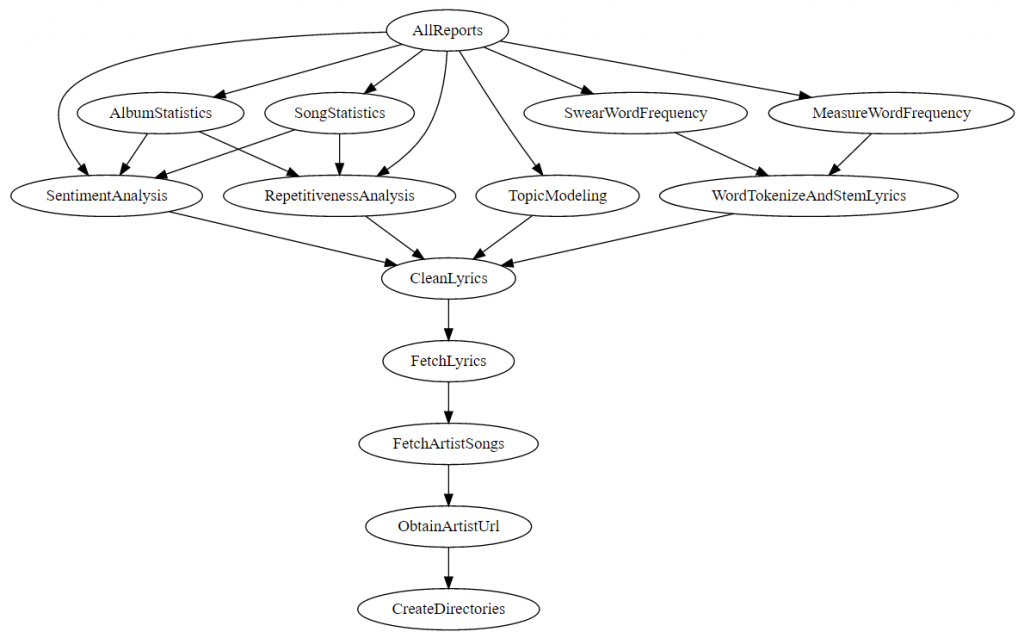 AllReports
AlbumStatistics
SongStatistics
SwearWordFrequency
MeasureWordFrequency
SentimentAnalysis
RepetitivenessAnalysis
TopicModeling
WordTokenizeAndStemLyrics
CleanLyrics
FetchLyrics
FetchArtistSongs
ObtainArtistUrl
CreateDirectories